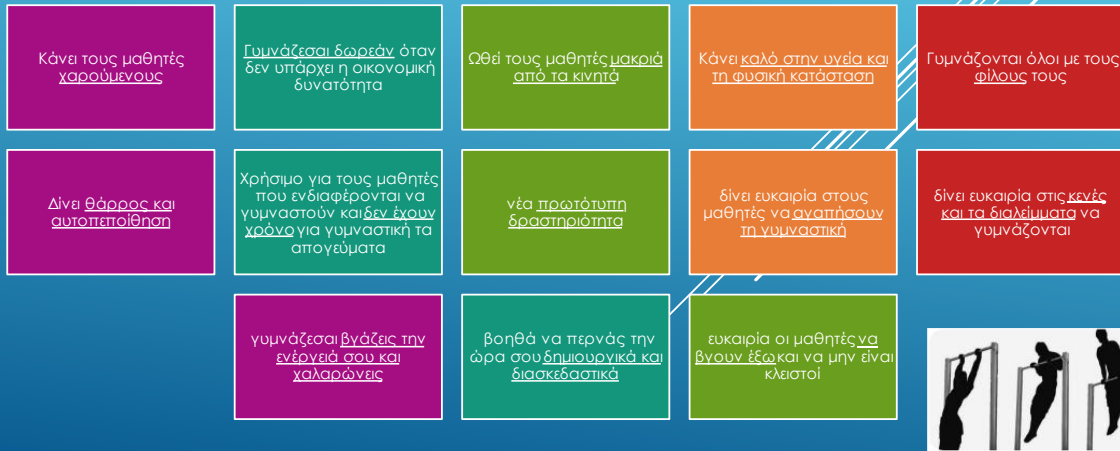 Κάνει τους μαθητές
χαρούμενους
Γυμνάζεσαι δωρεάν όταν
δεν υπάρχει η οικονομική
δυνατότητα
Ωθεί τους μαθητές μακριά
από τα κινητά
Κάνει καλό στην υγεία και
τη φυσική κατάσταση
Γυμνάζονται όλοι με τους
φίλους τους
Δίνει θάρρος και
αυτοπεποίθηση
Χρήσιμο για τους μαθητές
που ενδιαφέρονται να
γυμναστούν και δεν έχουν
χρόνο για γυμναστική τα
απογεύματα
νέα πρωτότυπη
δραστηριότητα
δίνει ευκαιρία στους
μαθητές να αγαπήσουν
τη γυμναστική
δίνει ευκαιρία στις κενές
και τα διαλείμματα να
γυμνάζονται
γυμνάζεσαι βγάζεις την
ενέργειά σου και
χαλαρώνεις
βοηθά να περνάς την
ώρα σου δημιουργικά και
διασκεδαστικά
ευκαιρία οι μαθητές να
βγουν έξω και να μην είναι
κλειστοί